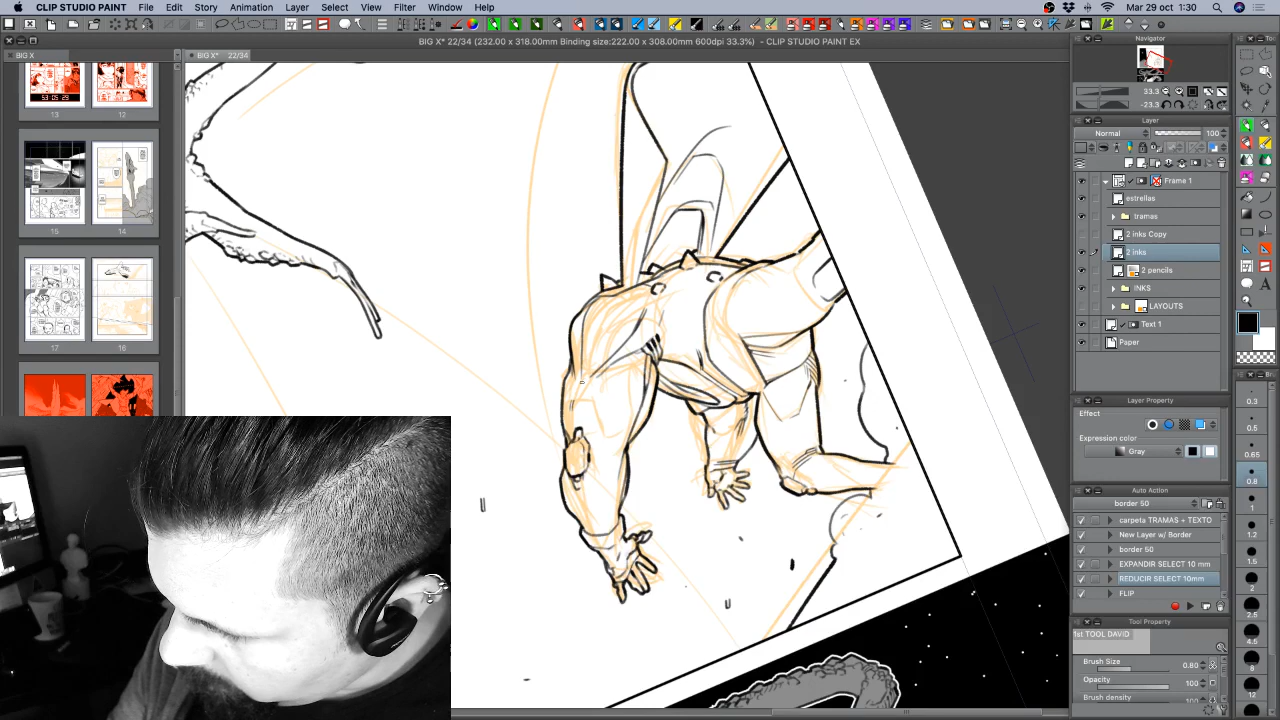 CLIP STUDIO PAINT File Edit Story Animation Layer Select View Filter Window Help Mar 29 oct 1:30
BIG X* 22/34 (232.00 x 318.00mm Binding size:222.00 x 308.00mm 600dpi 33.3%) - CLIP STUDIO PAINT EX
BIG X
BIG X* 22/34
13
12
15
14
17
16
Navigator
33.3
-23.3
Layer
Normal
100
Frame 1
estrellas
tramas
2 inks Copy
2 inks
2 pencils
INKS
LAYOUTS
Text 1
Paper
Layer Property
Effect
Expression color
Gray
Auto Action
border 50
carpeta TRAMAS + TEXTO
New Layer w/ Border
border 50
EXPANDIR SELECT 10 mm
REDUCIR SELECT 10mm
FLIP
Tool Property
1st TOOL DAVID
Brush Size
0.80
Opacity
100
Brush density
100
To
Br
0.3
0.5
0.65
0.8
1
1.2
1.5
2
2.5
4.5
8
12